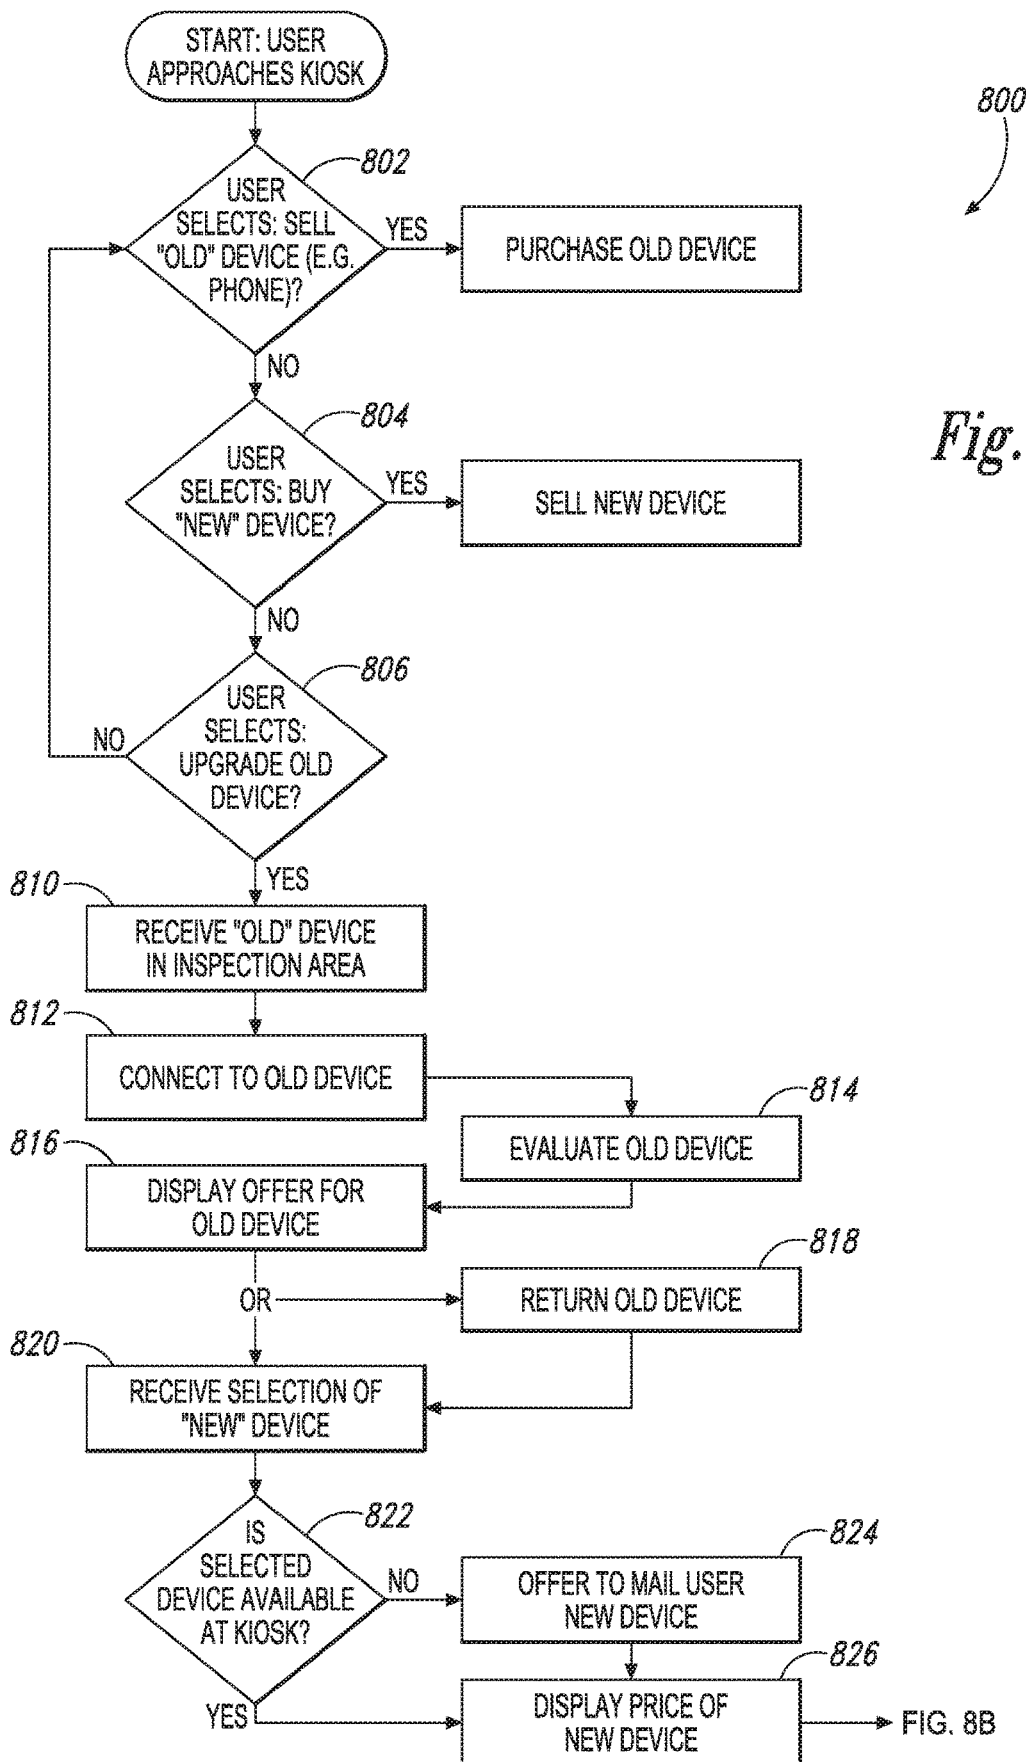 START: USER
APPROACHES KIOSK
800
802
USER
SELECTS: SELL
"OLD" DEVICE (E.G.
PHONE)?
YES
PURCHASE OLD DEVICE
NO
804
Fig.
USER
SELECTS: BUY
"NEW" DEVICE?
YES
SELL NEW DEVICE
NO
806
USER
SELECTS:
UPGRADE OLD
DEVICE?
NO
YES
810
RECEIVE "OLD" DEVICE
IN INSPECTION AREA
812
CONNECT TO OLD DEVICE
814
EVALUATE OLD DEVICE
816
DISPLAY OFFER FOR
OLD DEVICE
818
OR
RETURN OLD DEVICE
820
RECEIVE SELECTION OF
"NEW" DEVICE
822
IS
SELECTED
DEVICE AVAILABLE
AT KIOSK?
NO
824
OFFER TO MAIL USER
NEW DEVICE
826
YES
DISPLAY PRICE OF
NEW DEVICE
FIG. 8B